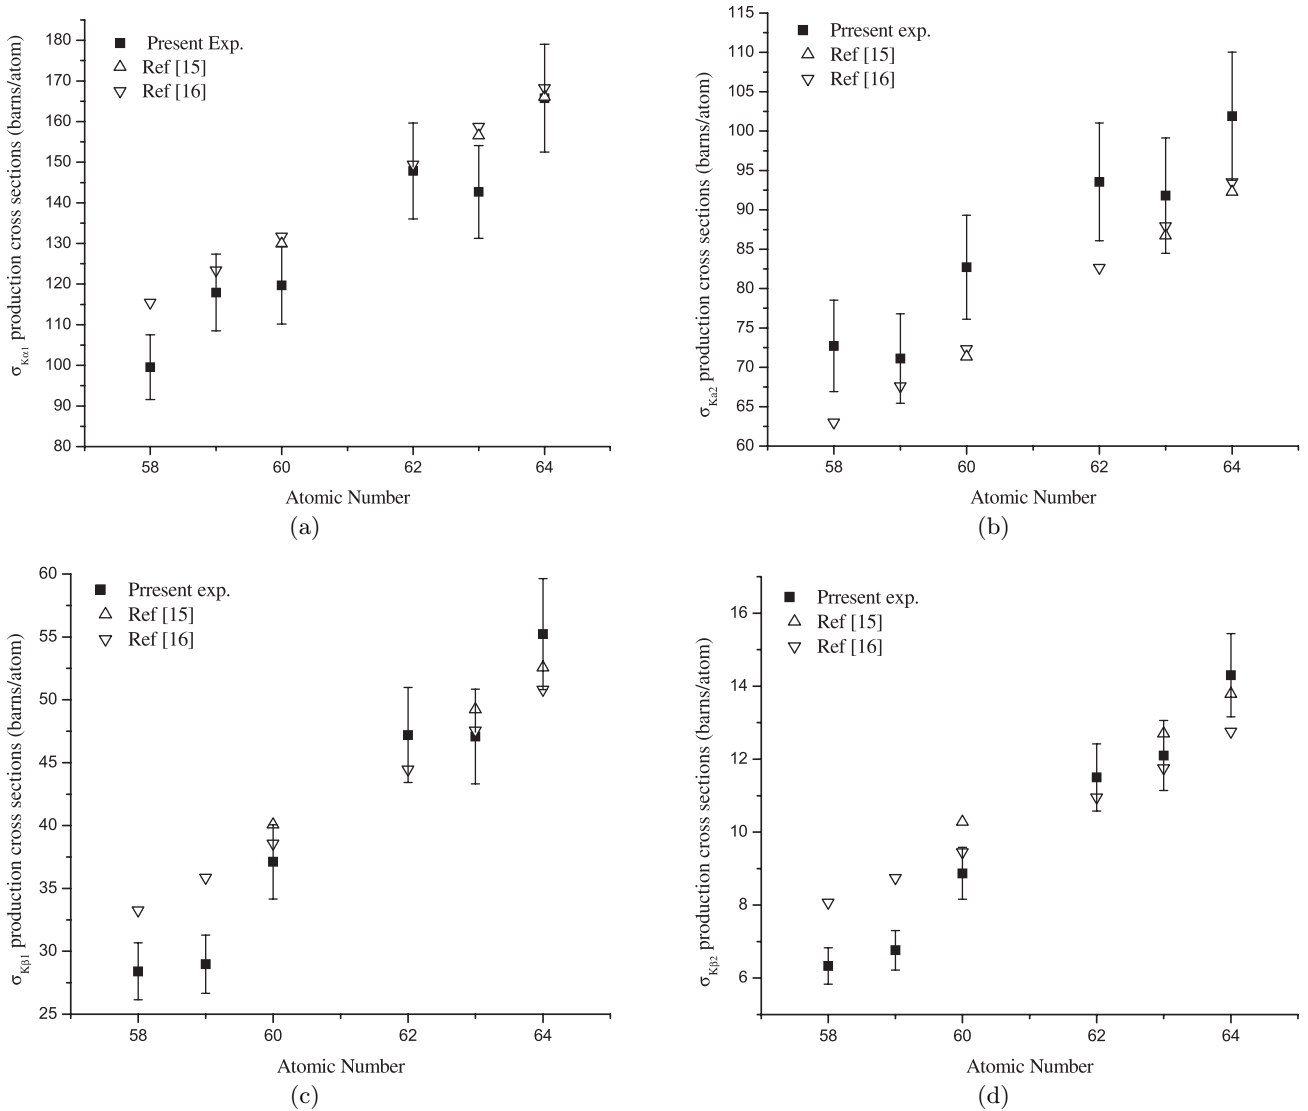 180
170
160
150
140
130
120
110
100
90
80
σKα1 production cross sections (barns/atom)
Present Exp.
Ref [15]
Ref [16]
58
60
62
64
Atomic Number
(a)
115
110
105
100
95
90
85
80
75
70
65
60
σKa2 production cross sections (barns/atom)
Prresent exp.
Ref [15]
Ref [16]
58
60
62
64
Atomic Number
(b)
60
55
50
45
40
35
30
25
σKβ1 production cross sections (barns/atom)
Prresent exp.
Ref [15]
Ref [16]
58
60
62
64
Atomic Number
(c)
16
14
12
10
8
6
σKβ2 production cross sections (barns/atom)
Prresent exp.
Ref [15]
Ref [16]
58
60
62
64
Atomic Number
(d)